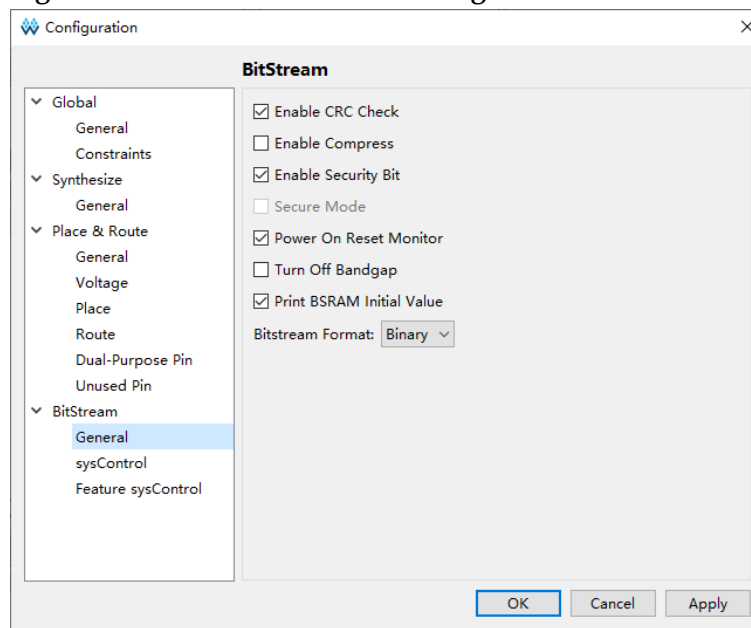 Configuration
BitStream
Global
General
Constraints
Synthesize
General
Place & Route
General
Voltage
Place
Route
Dual-Purpose Pin
Unused Pin
BitStream
General
sysControl
Feature sysControl
Enable CRC Check
Enable Compress
Enable Security Bit
Secure Mode
Power On Reset Monitor
Turn Off Bandgap
Print BSRAM Initial Value
Bitstream Format: Binary
OK Cancel Apply